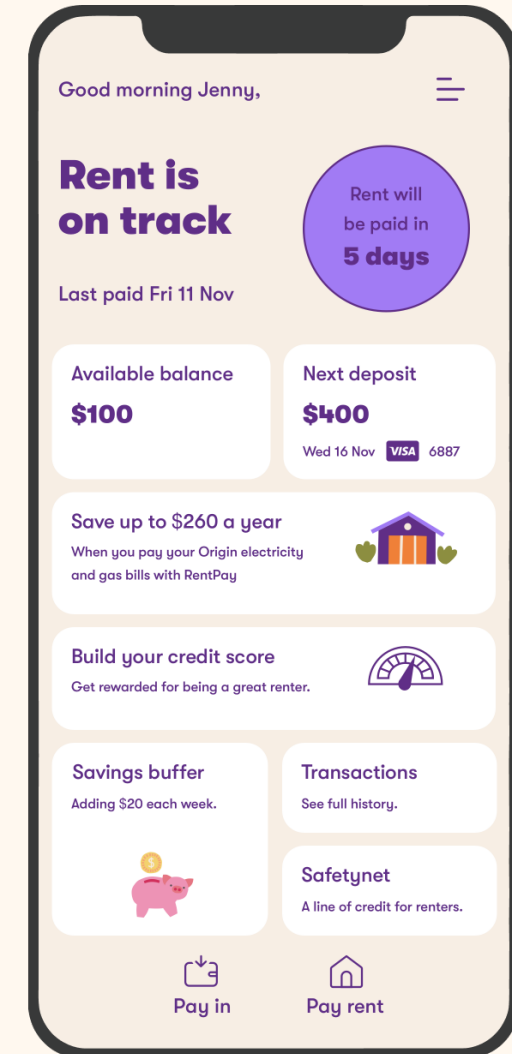 Good morning Jenny,
Rent is
on track
Last paid Fri 11 Nov
Rent will
be paid in
5 days
Available balance
$100
Next deposit
$400
Wed 16 Nov VISA 6887
Save up to $260 a year
When you pay your Origin electricity
and gas bills with RentPay
Build your credit score
Get rewarded for being a great renter.
Savings buffer
Adding $20 each week.
$
Transactions
See full history.
Safetynet
A line of credit for renters.
Pay in
Pay rent